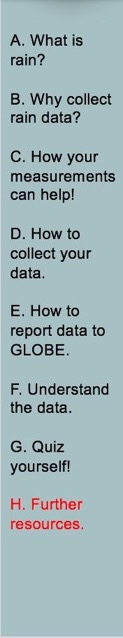 A. What is
rain?
B. Why collect
rain data?
C. How your
measurements
can help!
D. How to
collect your
data.
E. How to
report data to
GLOBE.
F. Understand
the data.
G. Quiz
yourself!
H. Further
resources.